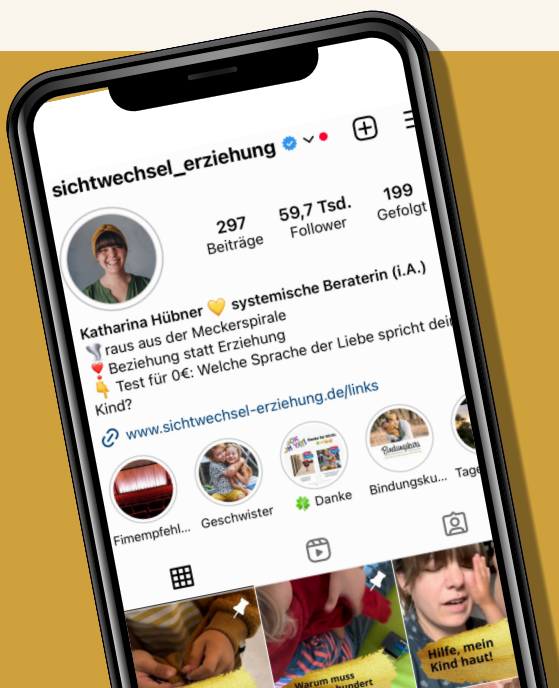 sichtwechsel_erziehung
297
Beiträge
59,7 Tsd.
Follower
199
Gefolgt
Katharina Hübner 💛 systemische Beraterin (i.A.)
🌪️raus aus der Meckerspirale
❤️ Beziehung statt Erziehung
👇 Test für 0€: Welche Sprache der Liebe spricht dein
Kind?
www.sichtwechsel-erziehung.de/links
Fimempfehl...
Geschwister
🍀 Danke
Bindungsku...
Tage
Bindungskurs
Warum muss
hundert
Hilfe, mein
Kind haut!